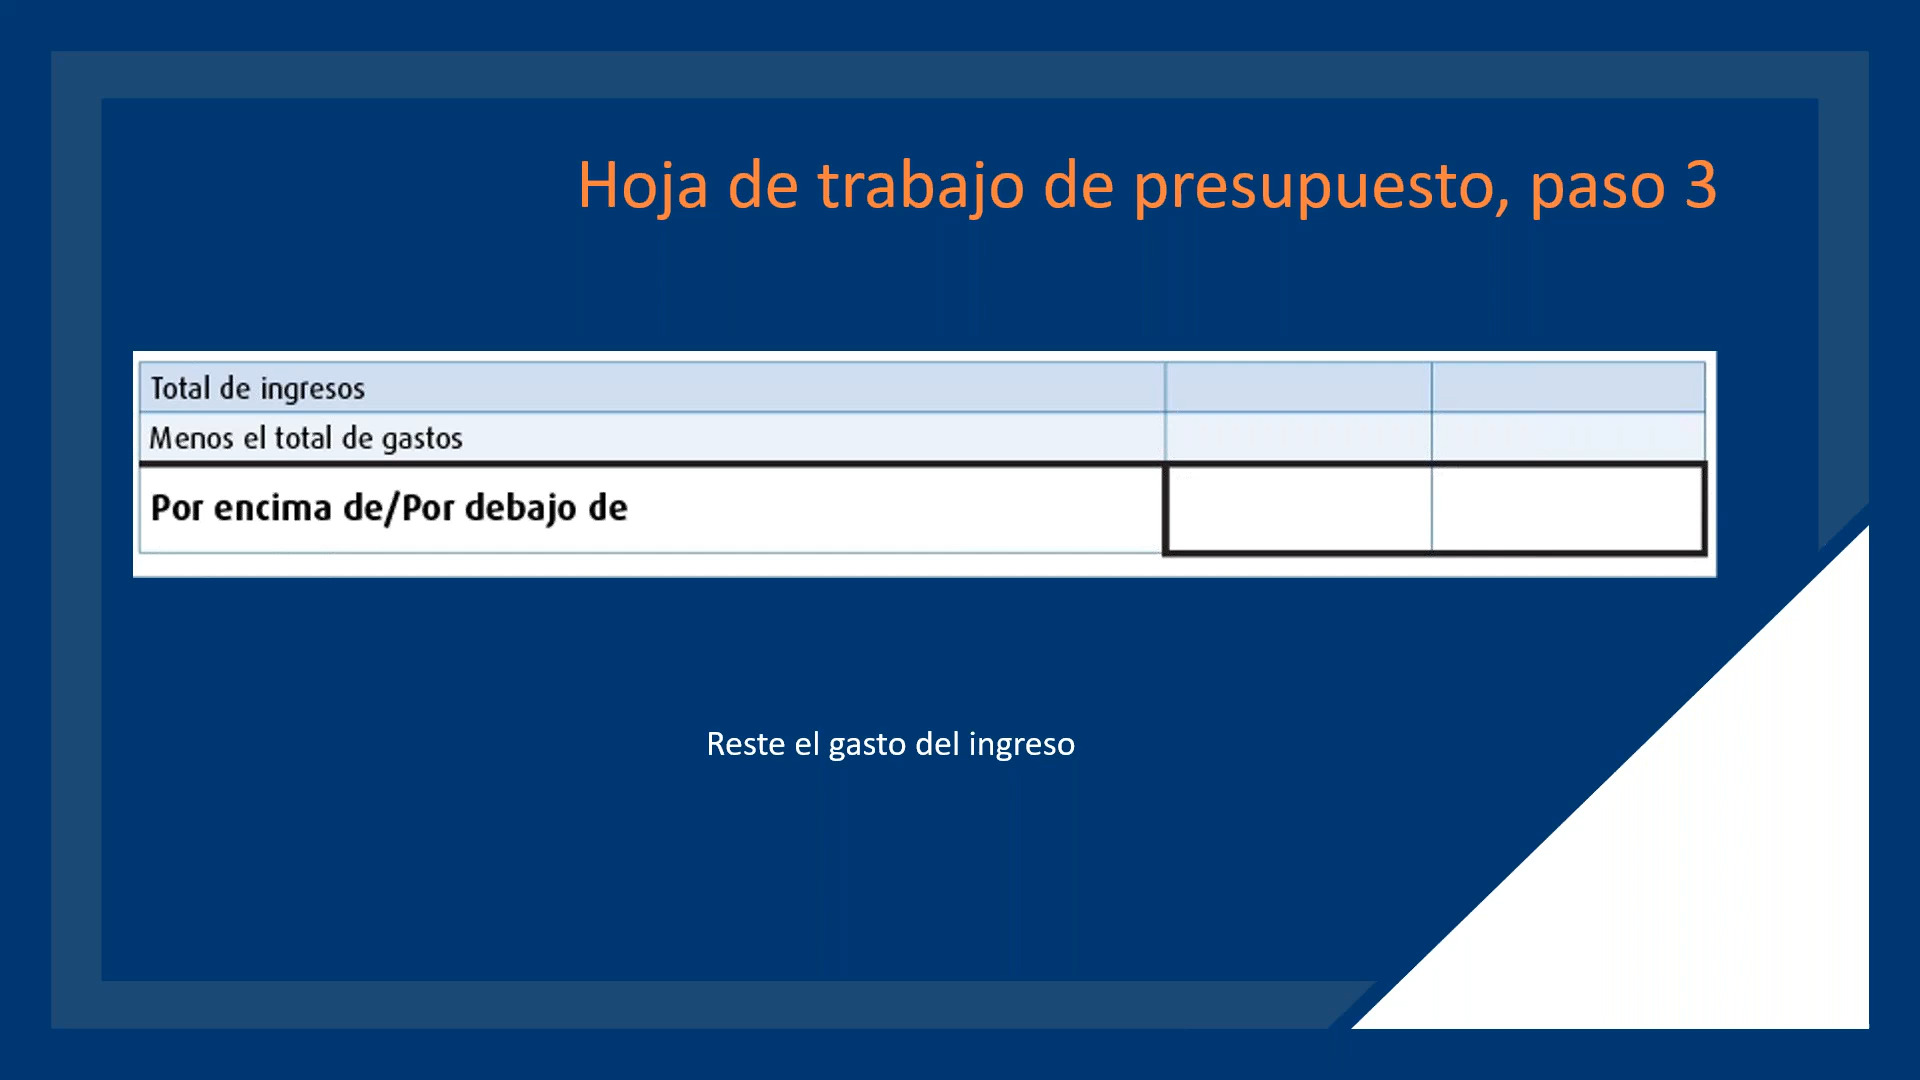 Hoja de trabajo de presupuesto, paso 3
Total de ingresos
Menos el total de gastos
Por encima de/Por debajo de
Reste el gasto del ingreso